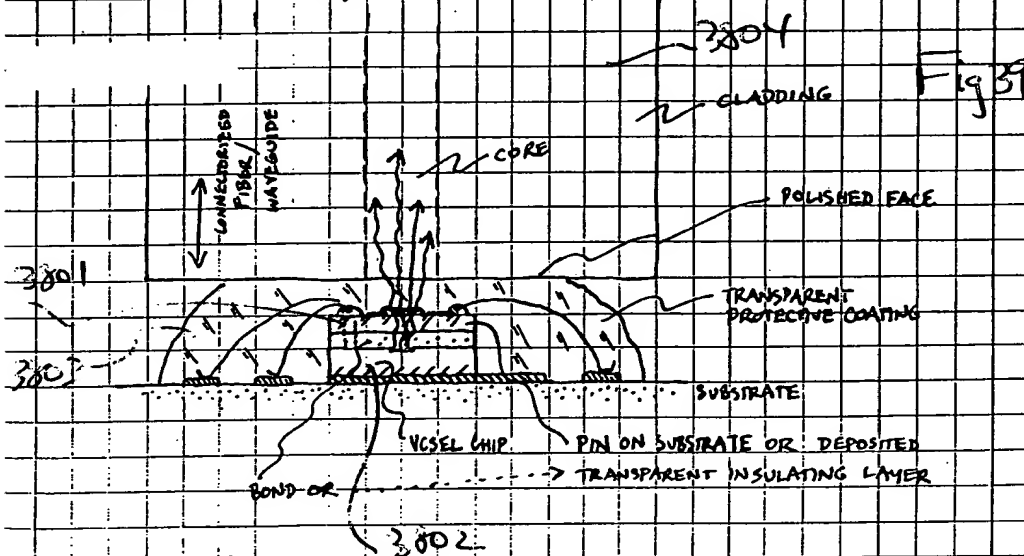 3804
Fig 39
CLADDING
CONNECTORIZED
FIBER/
WAVEGUIDE
CORE
POLISHED FACE
3801
TRANSPARENT
PROTECTIVE COATING
SUBSTRATE
VCSEL CHIP
PIN ON SUBSTRATE OR DEPOSITED
BOND OR
TRANSPARENT INSULATING LAYER
3802